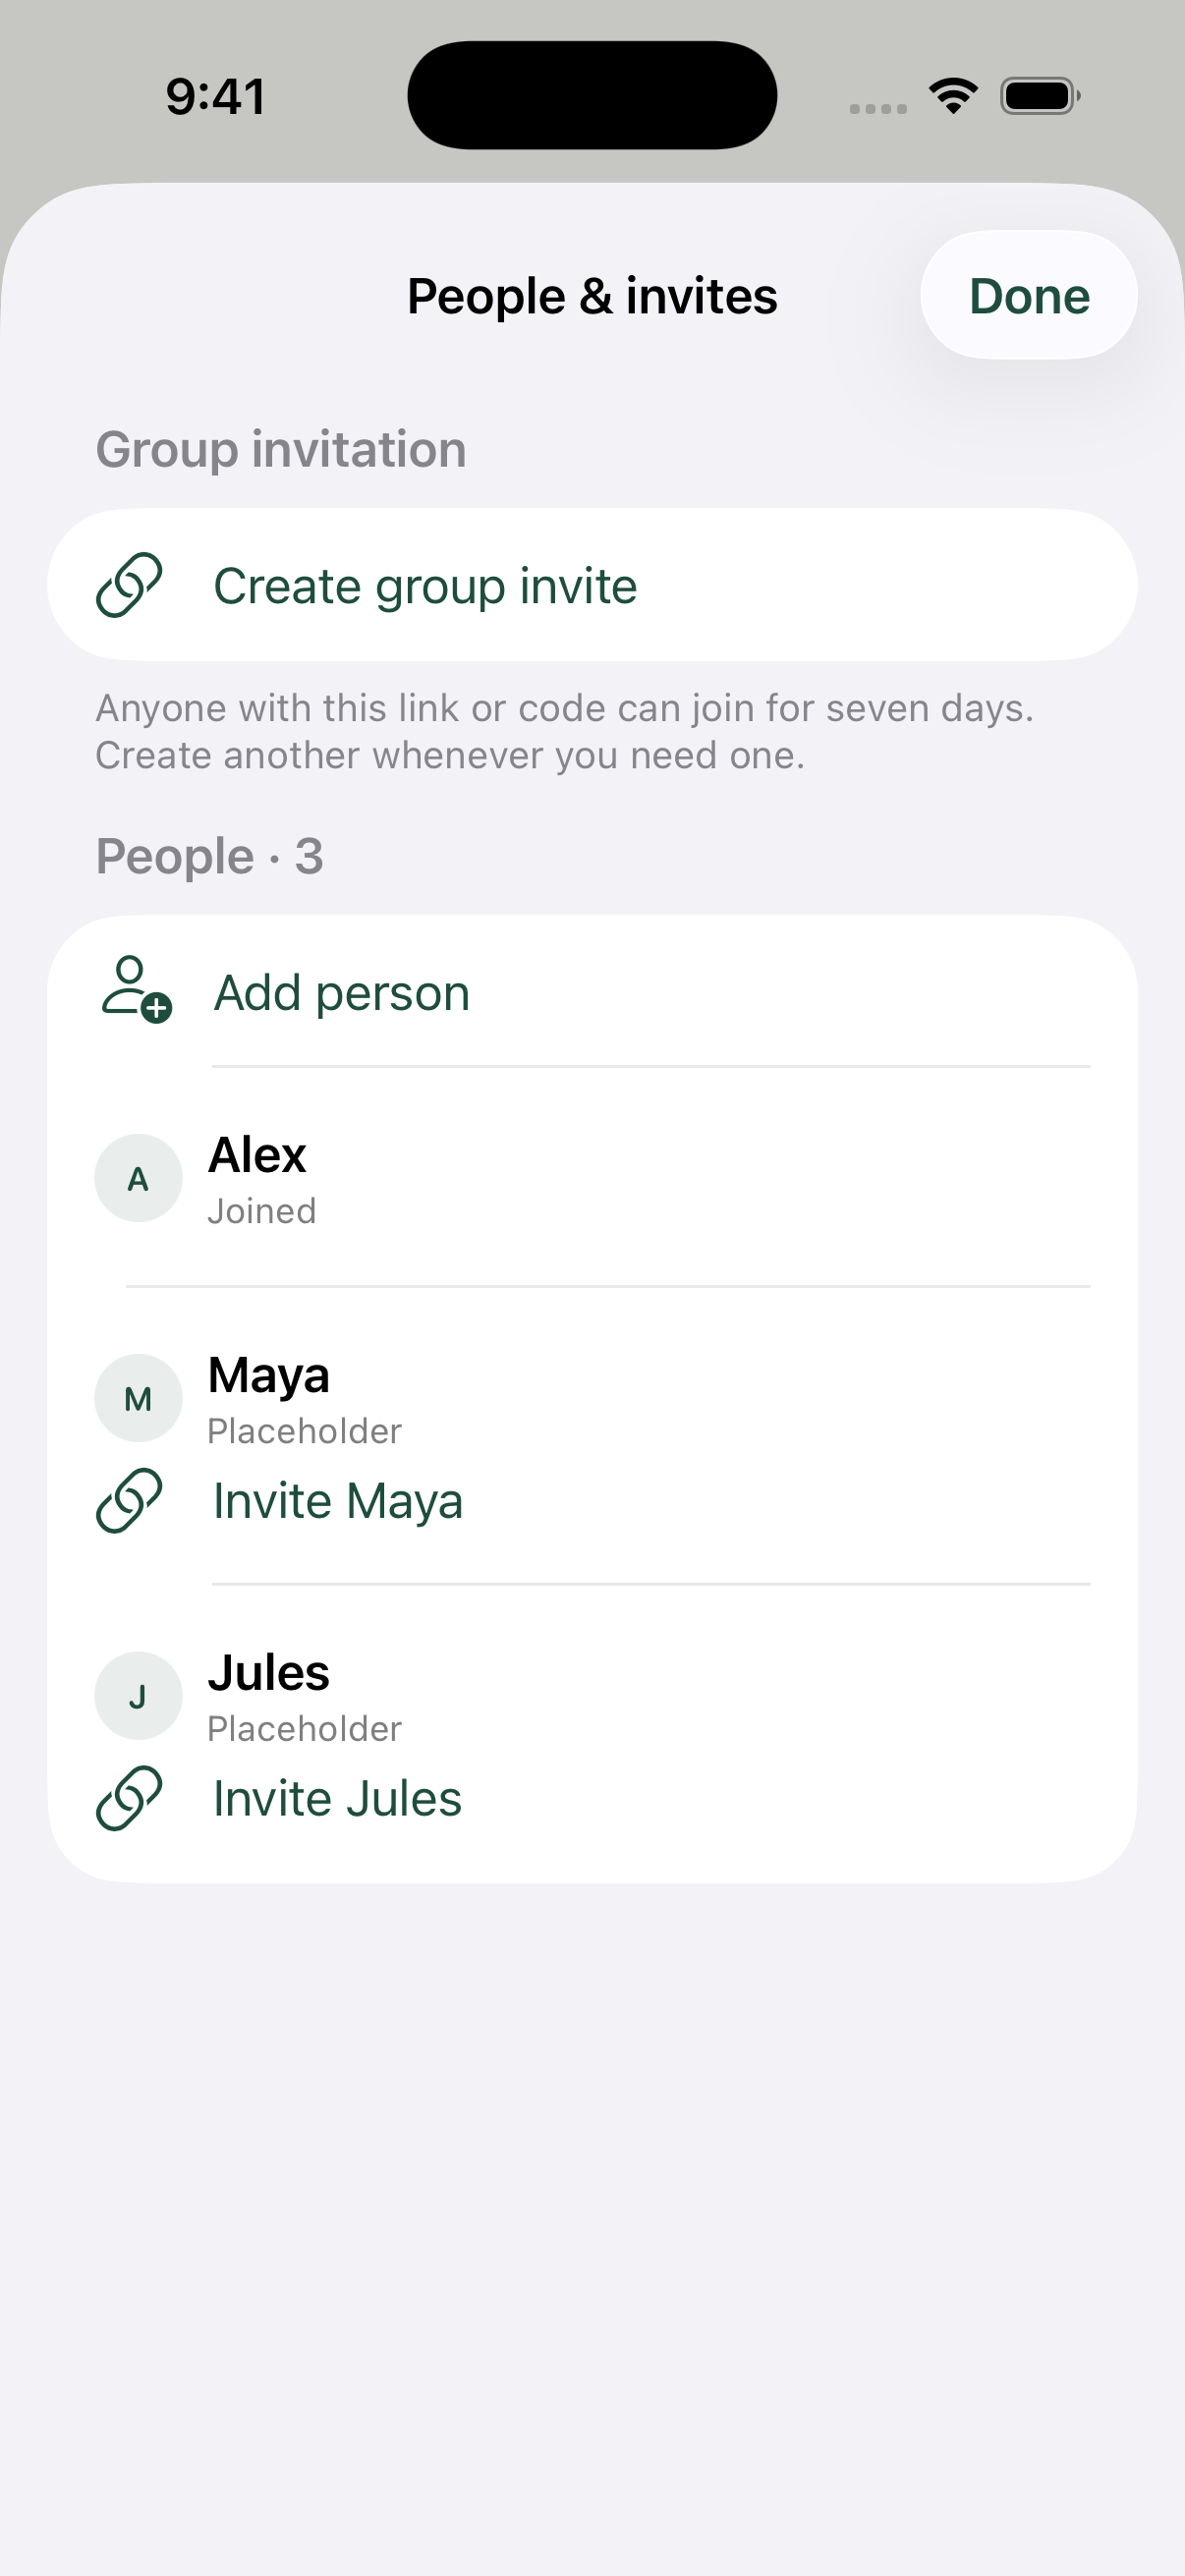 9:41
People & invites
Done
Group invitation
Create group invite
Anyone with this link or code can join for seven days.
Create another whenever you need one.
People · 3
Add person
A
Alex
Joined
M
Maya
Placeholder
Invite Maya
J
Jules
Placeholder
Invite Jules